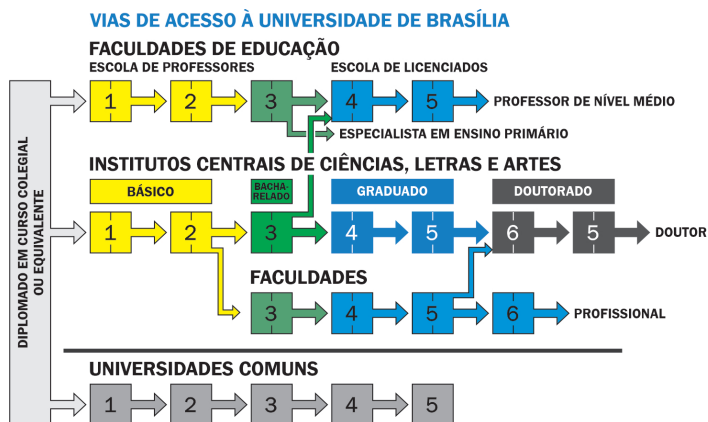 VIAS DE ACESSO À UNIVERSIDADE DE BRASÍLIA
FACULDADES DE EDUCAÇÃO
ESCOLA DE PROFESSORES
ESCOLA DE LICENCIADOS
1 2 3 4 5 PROFESSOR DE NÍVEL MÉDIO
ESPECIALISTA EM ENSINO PRIMÁRIO
DIPLOMADO EM CURSO COLEGIAL
OU EQUIVALENTE
INSTITUTOS CENTRAIS DE CIÊNCIAS, LETRAS E ARTES
BÁSICO
BACHA-
RELADO
GRADUADO
DOUTORADO
1 2 3 4 5 6 5 DOUTOR
FACULDADES
3 4 5 6 PROFISSIONAL
UNIVERSIDADES COMUNS
1 2 3 4 5